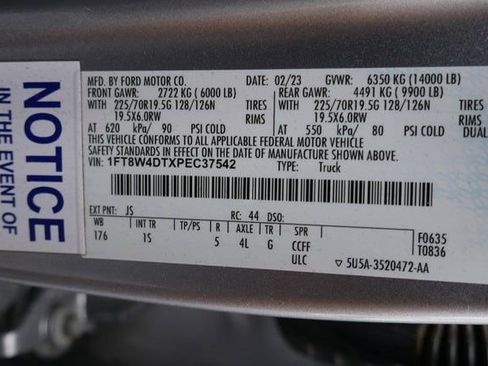 NOTICE
IN THE EVENT OF
MFD. BY FORD MOTOR CO. 02/23 GVWR: 6350 KG (14000 LB)
FRONT GAWR: 2722 KG (6000 LB) REAR GAWR: 4491 KG (9900 LB)
WITH 225/70R19.5G 128/126N TIRES WITH 225/70R19.5G 128/126N TIRES
19.5X6.0RW RIMS 19.5X6.0RW RIMS
AT 620 kPa/ 90 PSI COLD AT 550 kPa/ 80 PSI COLD
THIS VEHICLE CONFORMS TO ALL APPLICABLE FEDERAL MOTOR VEHICLE
SAFETY STANDARDS IN EFFECT ON THE DATE OF MANUFACTURE SHOWN ABOVE.
VIN: 1FT8W4DTXPEC37542 TYPE: Truck
EXT PNT: JS RC: 44 DSO:
WB INT TR TP/PS R AXLE TR SPR F0635
176 1S 5 4L G CCFF T0836
ULC ▽ 5U5A-3520472-AA